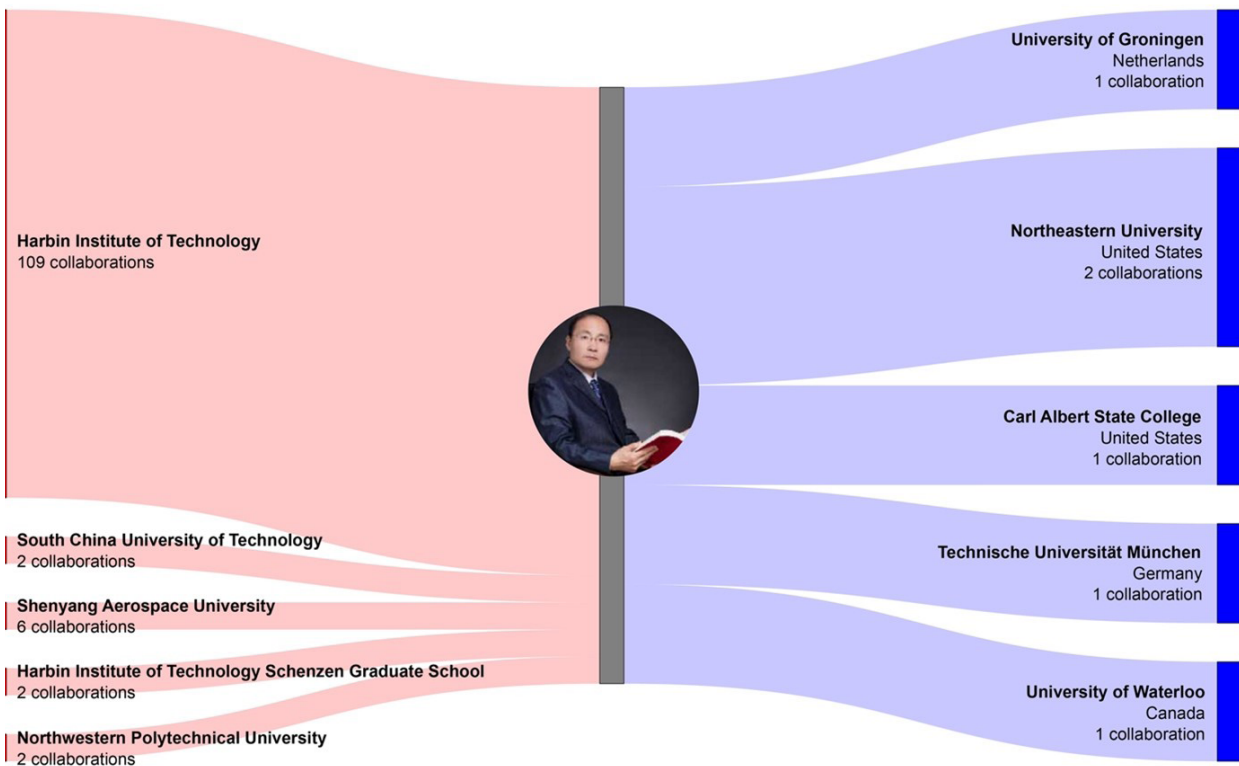 Harbin Institute of Technology
109 collaborations
South China University of Technology
2 collaborations
Shenyang Aerospace University
6 collaborations
Harbin Institute of Technology Schenzen Graduate School
2 collaborations
Northwestern Polytechnical University
2 collaborations
University of Groningen
Netherlands
1 collaboration
Northeastern University
United States
2 collaborations
Carl Albert State College
United States
1 collaboration
Technische Universität München
Germany
1 collaboration
University of Waterloo
Canada
1 collaboration